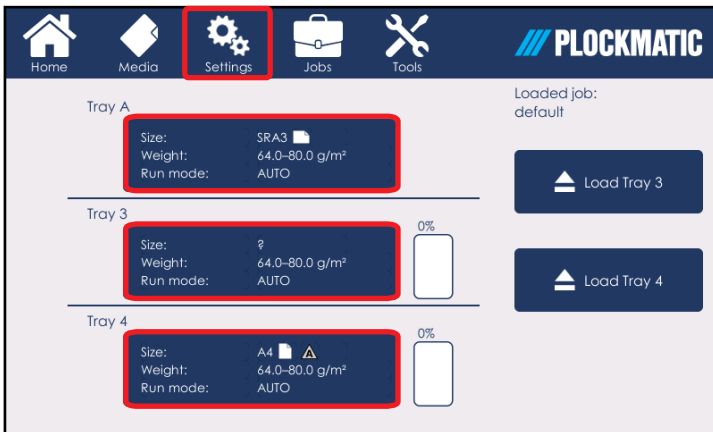 Home Media Settings Jobs Tools
PLOCKMATIC
Loaded job:
default
Tray A
Size: SRA3
Weight: 64.0–80.0 g/m²
Run mode: AUTO
Load Tray 3
Tray 3
0%
Size: ?
Weight: 64.0–80.0 g/m²
Run mode: AUTO
Load Tray 4
Tray 4
0%
Size: A4
Weight: 64.0–80.0 g/m²
Run mode: AUTO